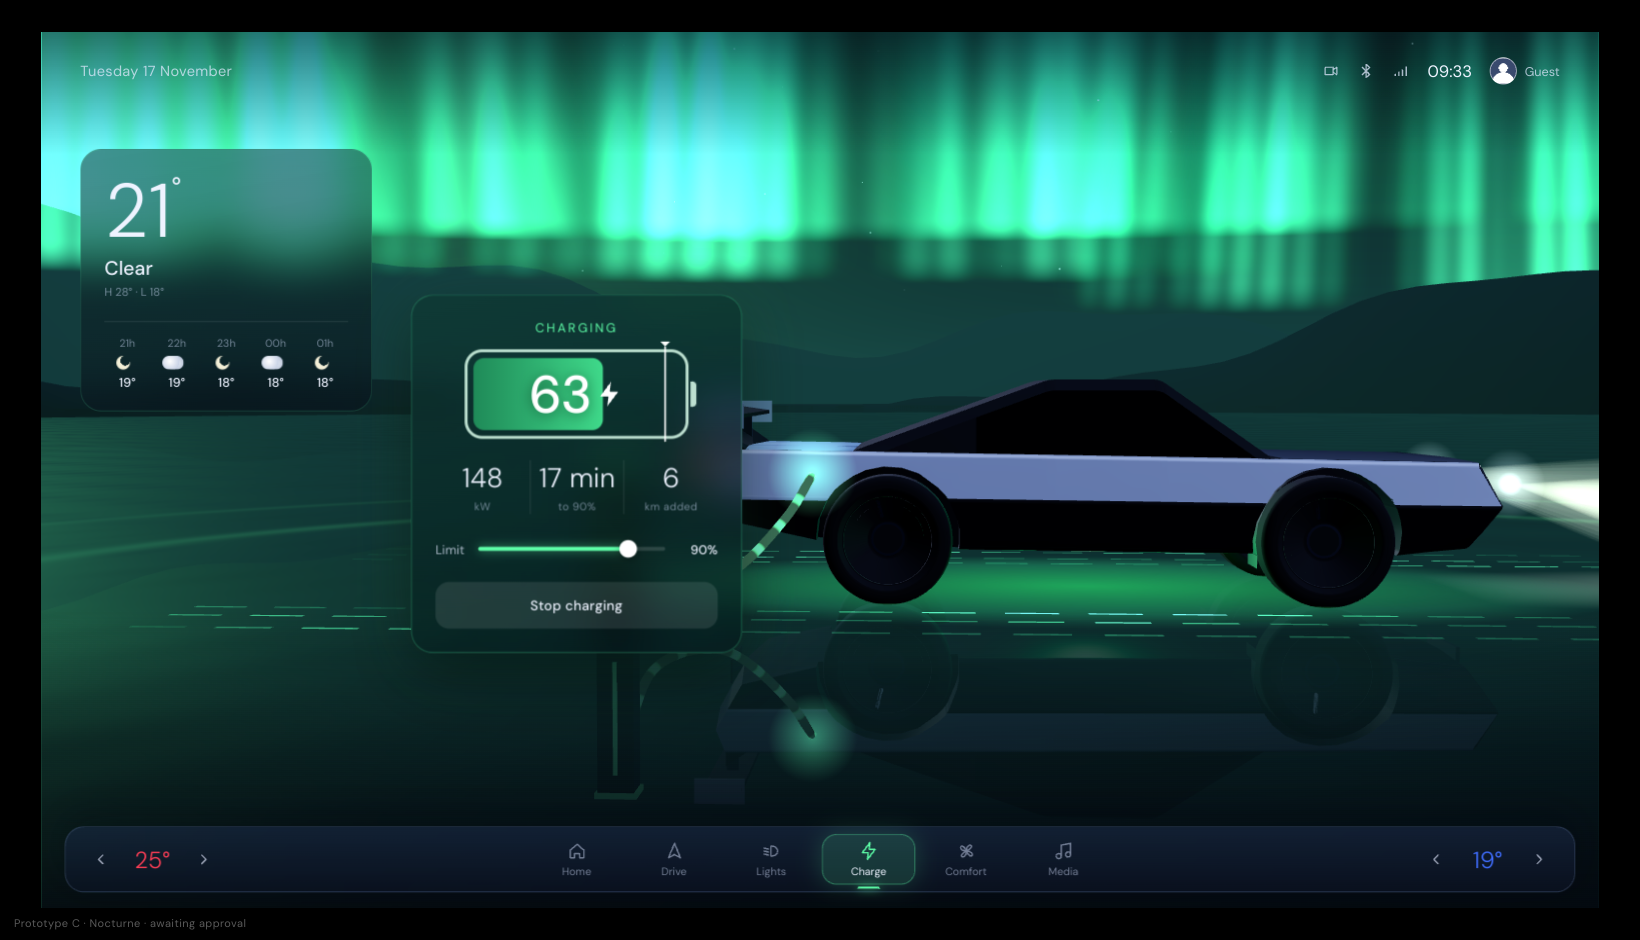 Tuesday 17 November
09:33 Guest
21°
Clear
H 28° · L 18°
21h 22h 23h 00h 01h
19° 19° 18° 18° 18°
CHARGING
63
148 17 min 6
kW to 90% km added
Limit 90%
Stop charging
25° 19°
Home Drive Lights Charge Comfort Media
Prototype C · Nocturne · awaiting approval